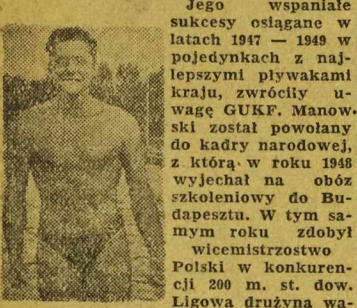 Jego wspaniałe
sukcesy osiągane w
latach 1947 — 1949 w
pojedynkach z naj-
lepszymi pływakami
kraju, zwróciły u-
wagę GUKF. Manow-
ski został powołany
do kadry narodowej,
z którą w roku 1948
wyjechał na obóz
szkoleniowy do Bu-
dapesztu. W tym sa-
mym roku zdobył
wicemistrzostwo
Polski w konkuren-
cji 200 m. st. dow.
Ligowa drużyna wa-